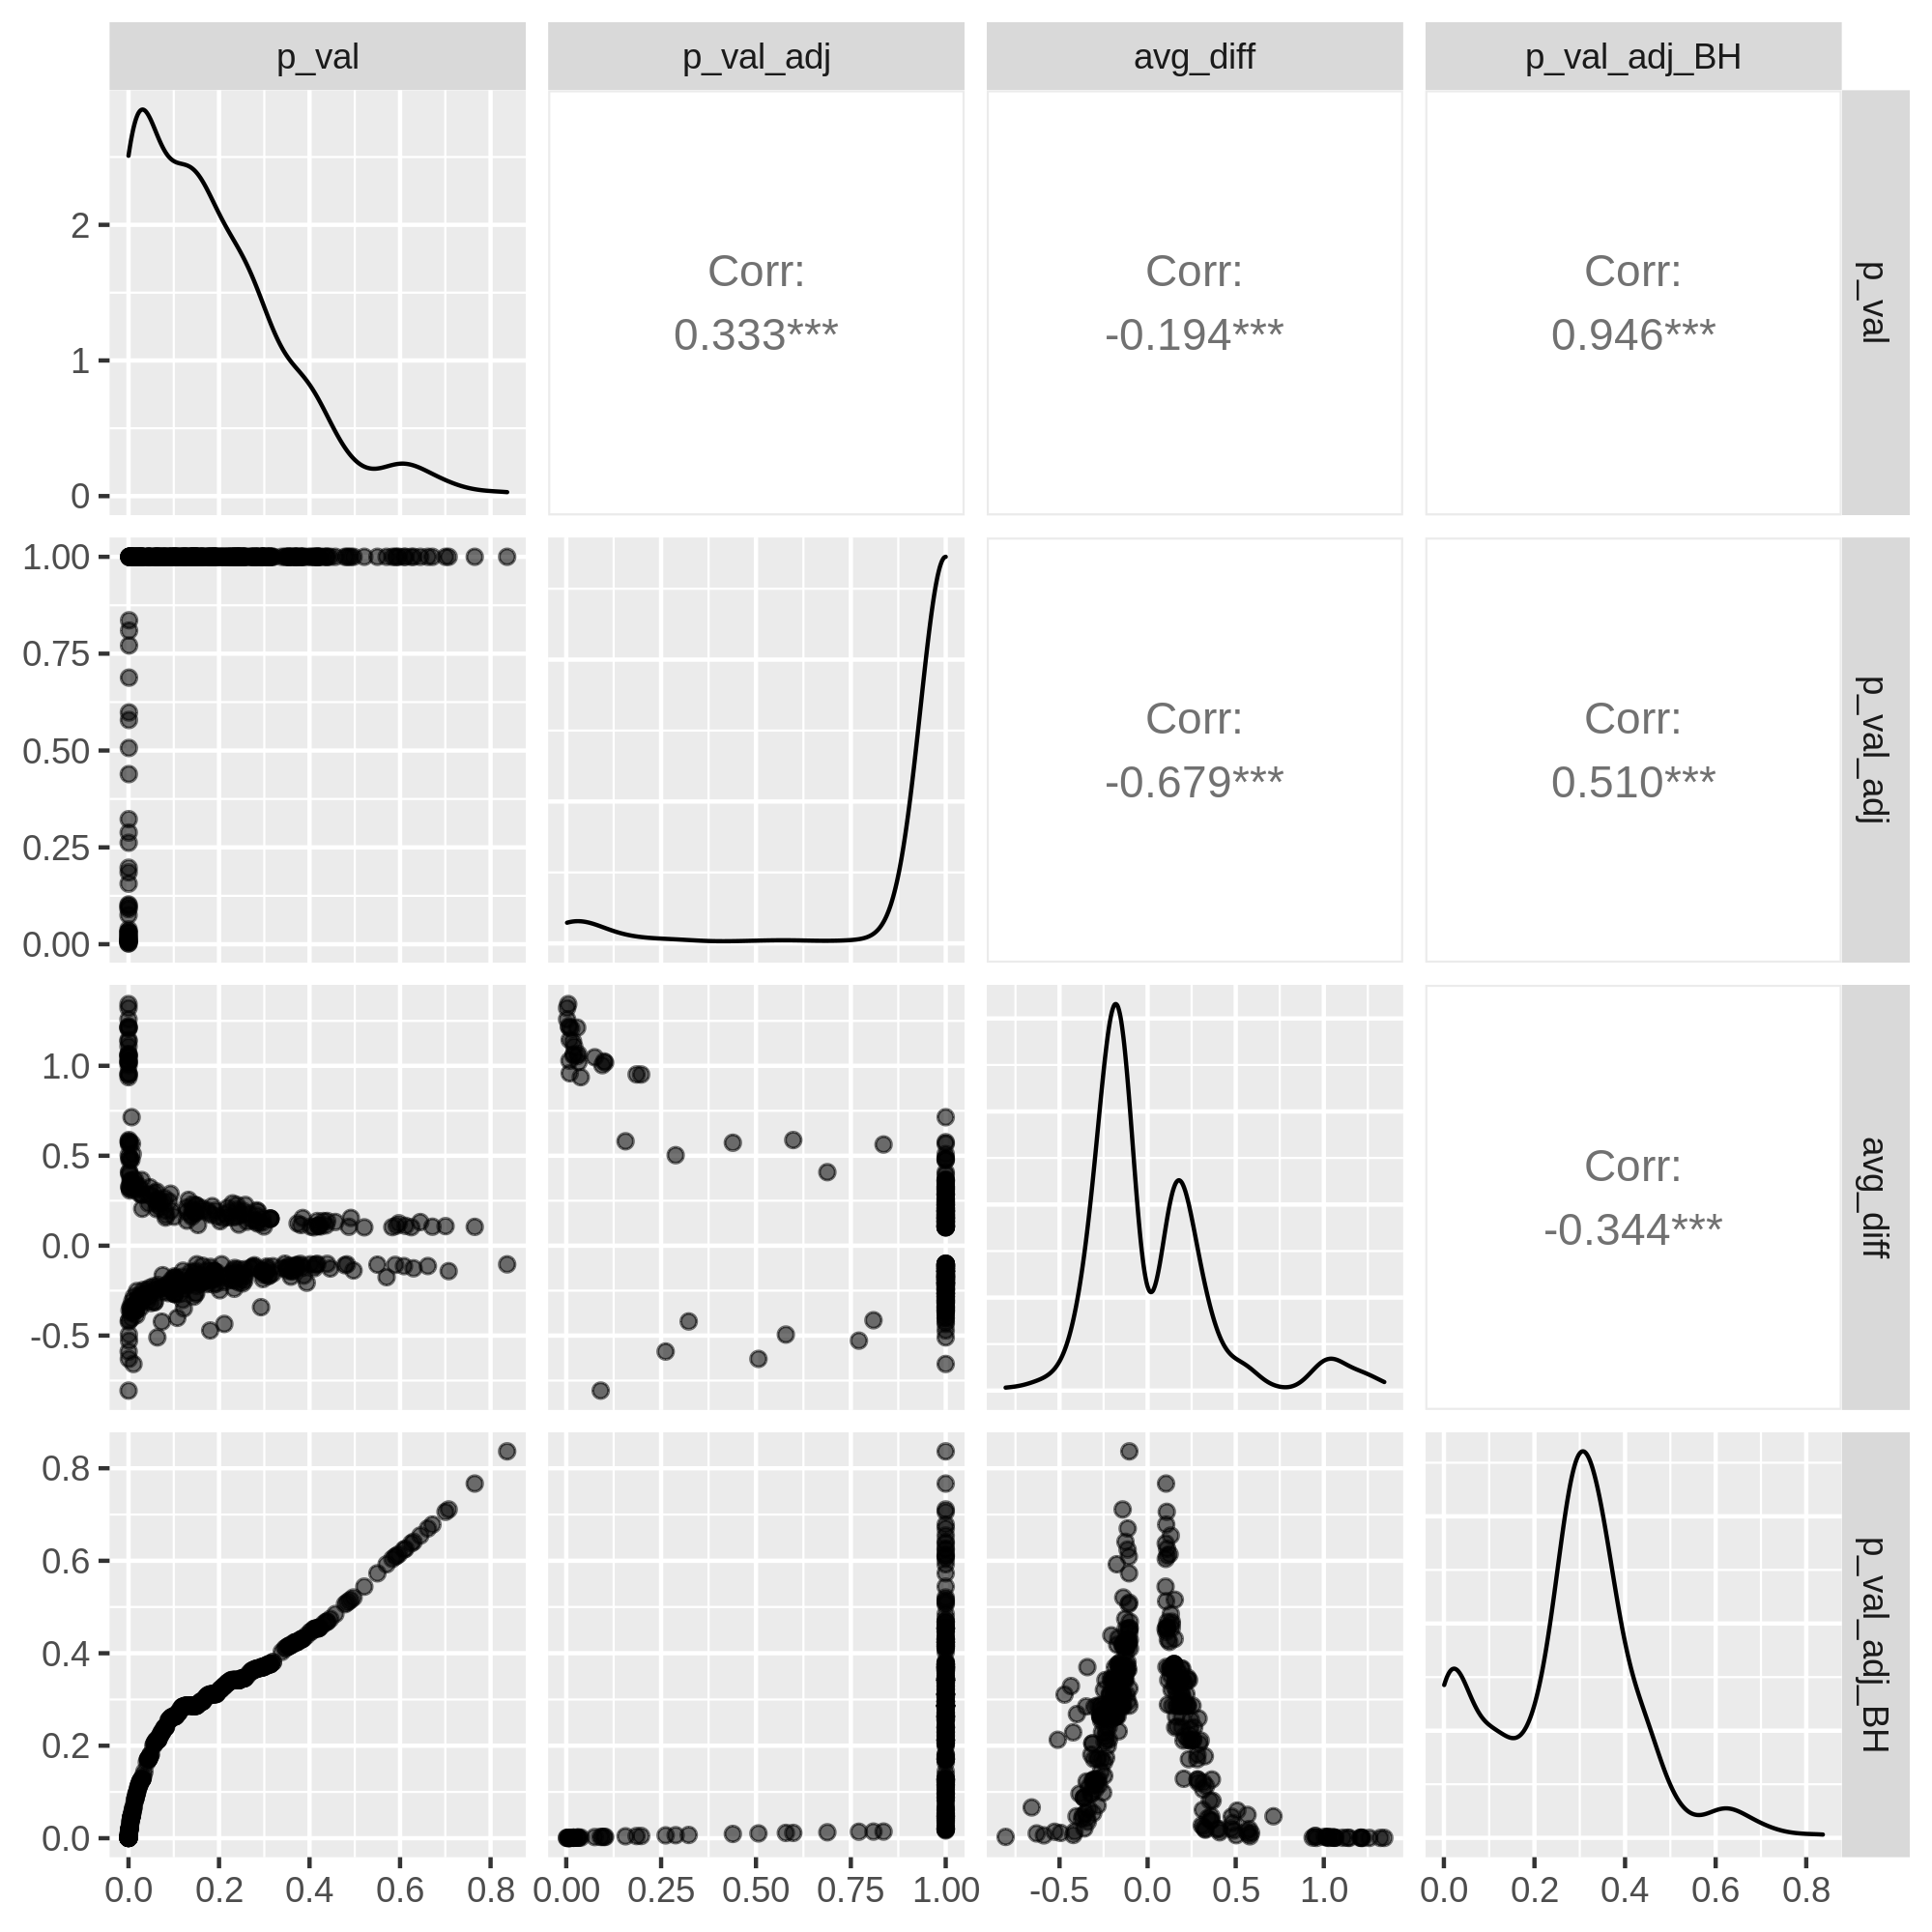 p_val
p_val_adj
avg_diff
p_val_adj_BH
2
1
0
Corr:
0.333***
Corr:
-0.194***
Corr:
0.946***
p_val
1.00
0.75
0.50
0.25
0.00
Corr:
-0.679***
Corr:
0.510***
p_val_adj
1.0
0.5
0.0
-0.5
Corr:
-0.344***
avg_diff
0.8
0.6
0.4
0.2
0.0
p_val_adj_BH
0.0 0.2 0.4 0.6 0.8
0.00 0.25 0.50 0.75 1.00
-0.5 0.0 0.5 1.0
0.0 0.2 0.4 0.6 0.8